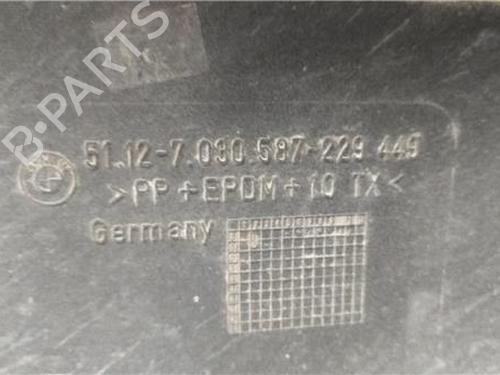 B-PARTS
51.12-7.030 587-229 449
>PP+EPDM+10 TX<
Germany